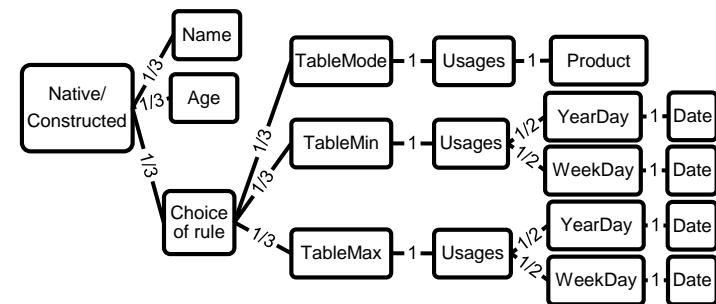 Native/
Constructed
1/3
Name
1/3
Age
1/3
Choice
of rule
1/3
TableMode
1
Usages
1
Product
1/3
TableMin
1
Usages
1/2
YearDay
1
Date
1/2
WeekDay
1
Date
1/3
TableMax
1
Usages
1/2
YearDay
1
Date
1/2
WeekDay
1
Date